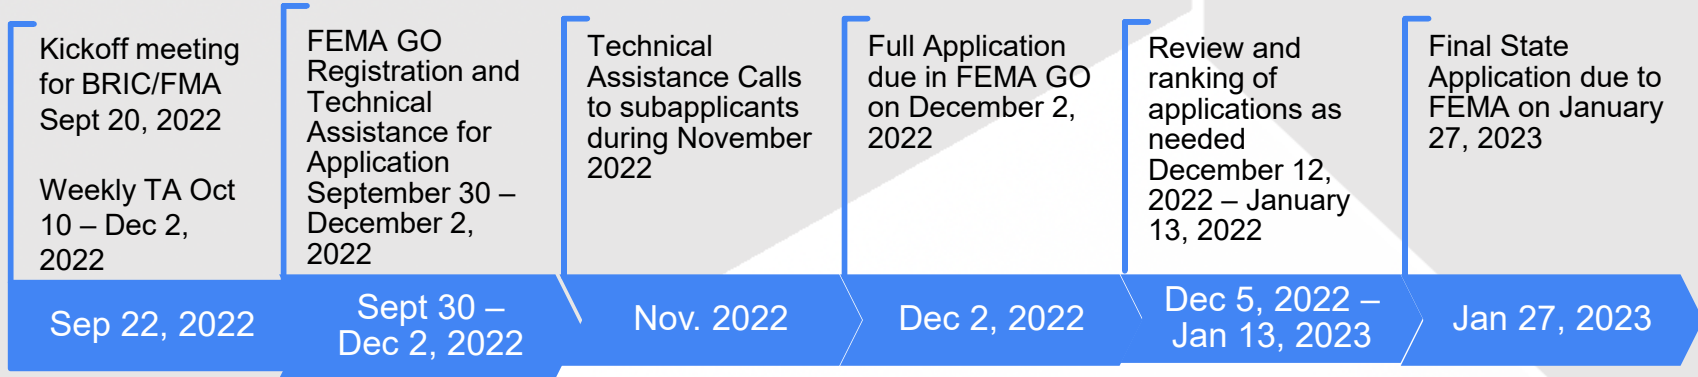 Kickoff meeting
for BRIC/FMA
Sept 20, 2022
Weekly TA Oct
10 – Dec 2,
2022
Sep 22, 2022
FEMA GO
Registration and
Technical
Assistance for
Application
September 30 –
December 2,
2022
Sept 30 –
Dec 2, 2022
Technical
Assistance Calls
to subapplicants
during November
2022
Nov. 2022
Full Application
due in FEMA GO
on December 2,
2022
Dec 2, 2022
Review and
ranking of
applications as
needed
December 12,
2022 – January
13, 2022
Dec 5, 2022 –
Jan 13, 2023
Final State
Application due to
FEMA on January
27, 2023
Jan 27, 2023